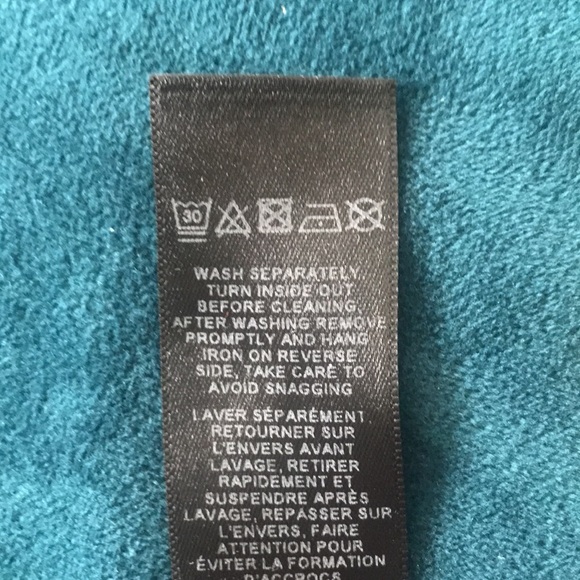 30
WASH SEPARATELY,
TURN INSIDE OUT
BEFORE CLEANING,
AFTER WASHING REMOVE
PROMPTLY AND HANG
IRON ON REVERSE
SIDE, TAKE CARE TO
AVOID SNAGGING
LAVER SÉPARÉMENT,
RETOURNER SUR
L'ENVERS AVANT
LAVAGE, RETIRER
RAPIDEMENT ET
SUSPENDRE APRÈS
LAVAGE, REPASSER SUR
L'ENVERS, FAIRE
ATTENTION POUR
ÉVITER LA FORMATION
D'ACCROCS